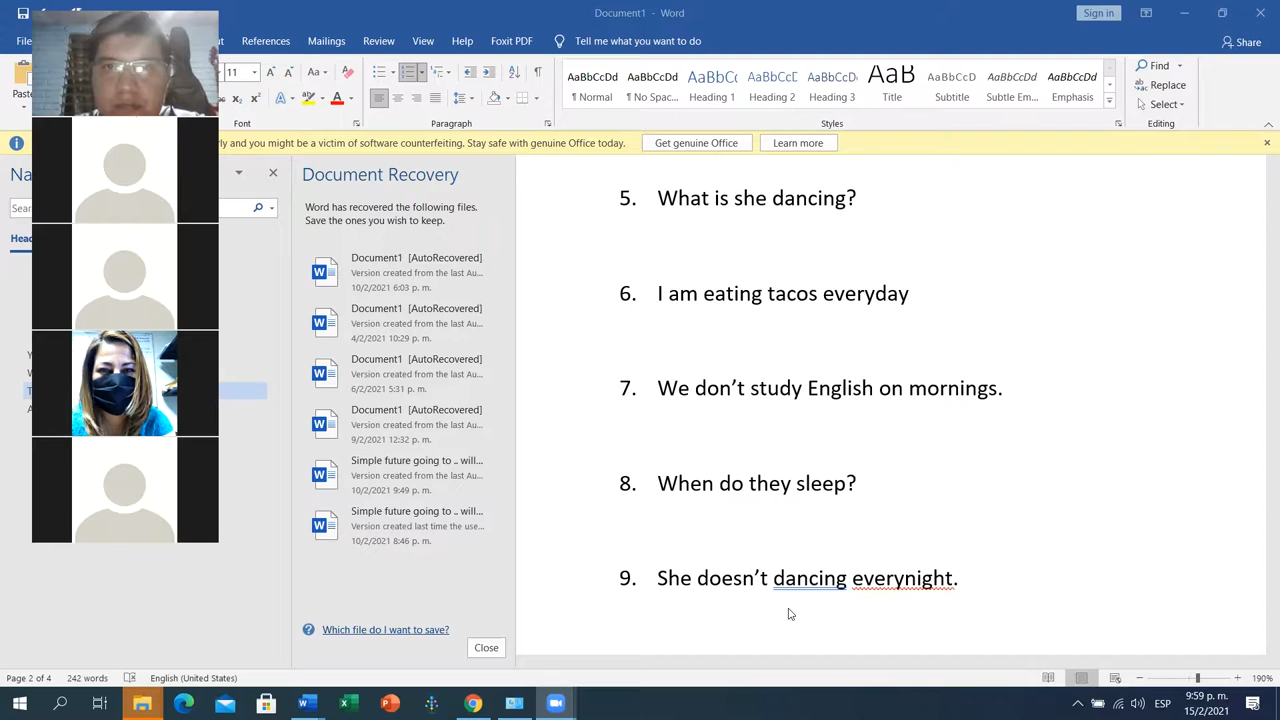 Document1 - Word
Sign in
References Mailings Review View Help Foxit PDF Tell me what you want to do Share
11 Aa
AaBbCcDd AaBbCcDd AaBbC AaBbCcD AaBbCcD AaB AaBbCcD AaBbCcDd AaBbCcDd
¶ Normal ¶ No Spac... Heading 1 Heading 2 Heading 3 Title Subtitle Subtle Em... Emphasis
Find
Replace
Select
Font Paragraph Styles Editing
and you might be a victim of software counterfeiting. Stay safe with genuine Office today. Get genuine Office Learn more
Document Recovery
Word has recovered the following files.
Save the ones you wish to keep.
Document1 [AutoRecovered]
Version created from the last Au...
10/2/2021 6:03 p. m.
Document1 [AutoRecovered]
Version created from the last Au...
4/2/2021 10:29 p. m.
Document1 [AutoRecovered]
Version created from the last Au...
6/2/2021 5:31 p. m.
Document1 [AutoRecovered]
Version created from the last Au...
9/2/2021 12:32 p. m.
Simple future going to .. will...
Version created from the last Au...
10/2/2021 9:49 p. m.
Simple future going to .. will...
Version created last time the use...
10/2/2021 8:46 p. m.
Which file do I want to save?
Close
5. What is she dancing?
6. I am eating tacos everyday
7. We don't study English on mornings.
8. When do they sleep?
9. She doesn't dancing everynight.
Page 2 of 4 242 words English (United States) 190%
ESP
9:59 p. m.
15/2/2021